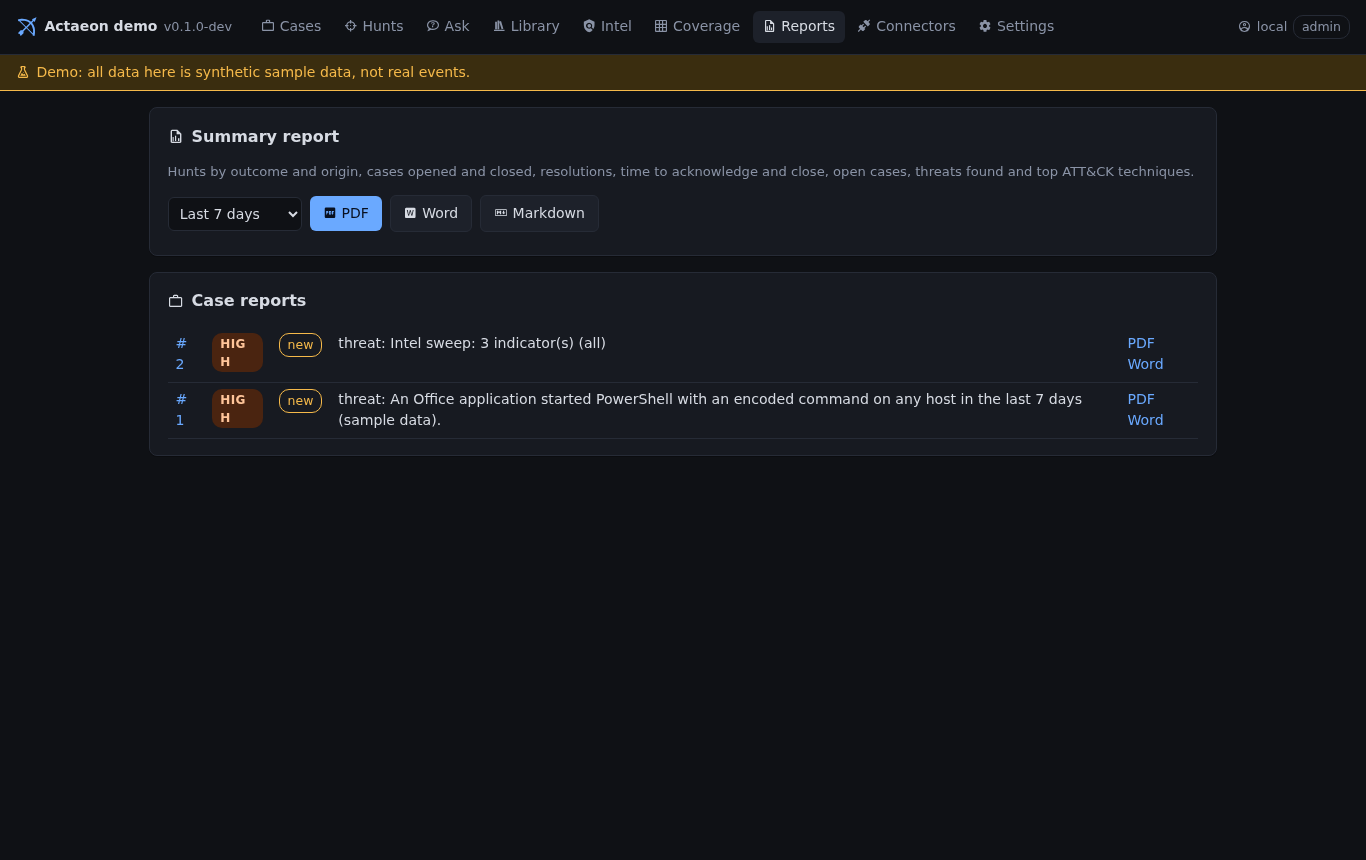 Actaeon demo v0.1.0-dev Cases Hunts Ask Library Intel Coverage Reports Connectors Settings local admin
Demo: all data here is synthetic sample data, not real events.
Summary report
Hunts by outcome and origin, cases opened and closed, resolutions, time to acknowledge and close, open cases, threats found and top ATT&CK techniques.
Last 7 days PDF Word Markdown
Case reports
# HIG new threat: Intel sweep: 3 indicator(s) (all) PDF
2 H Word
# HIG new threat: An Office application started PowerShell with an encoded command on any host in the last 7 days PDF
1 H (sample data). Word